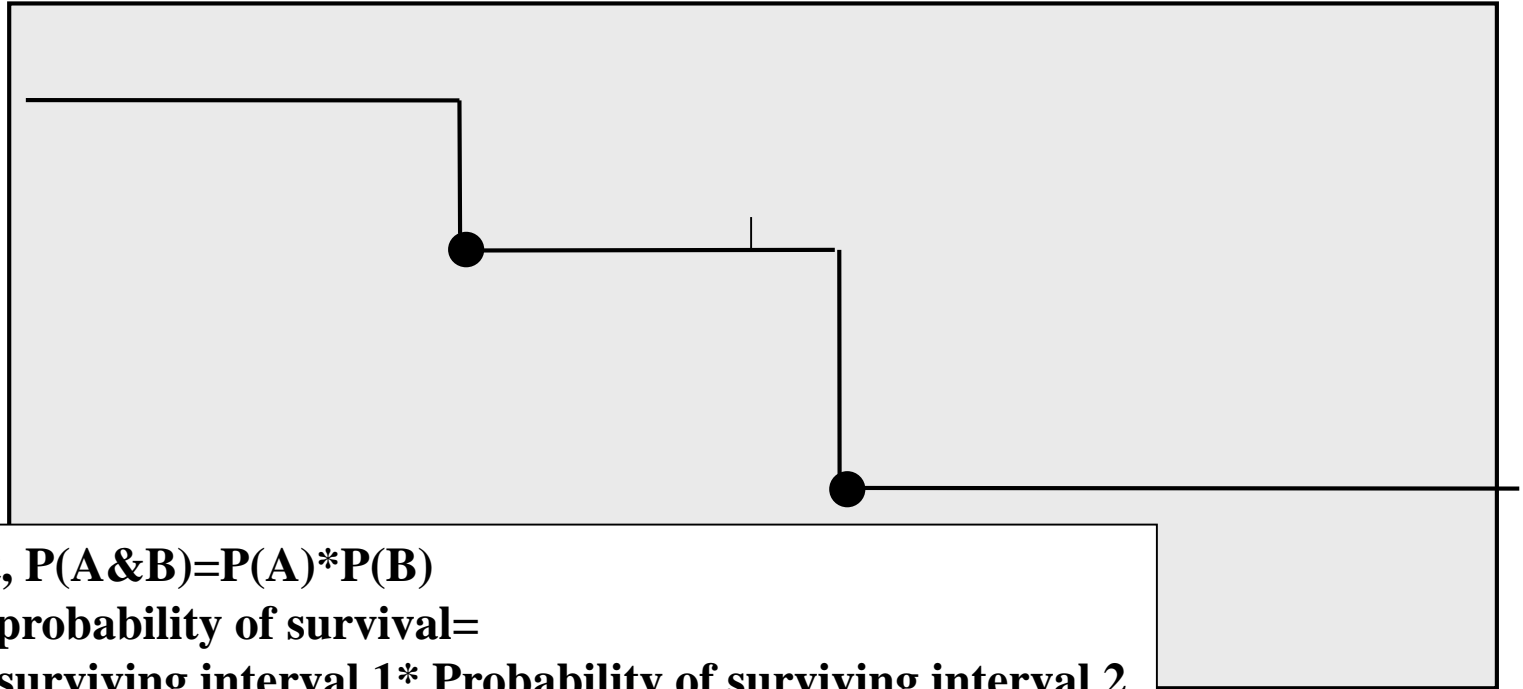 , P(A&B)=P(A)*P(B)
probability of survival=
surviving interval 1* Probability of surviving interval 2